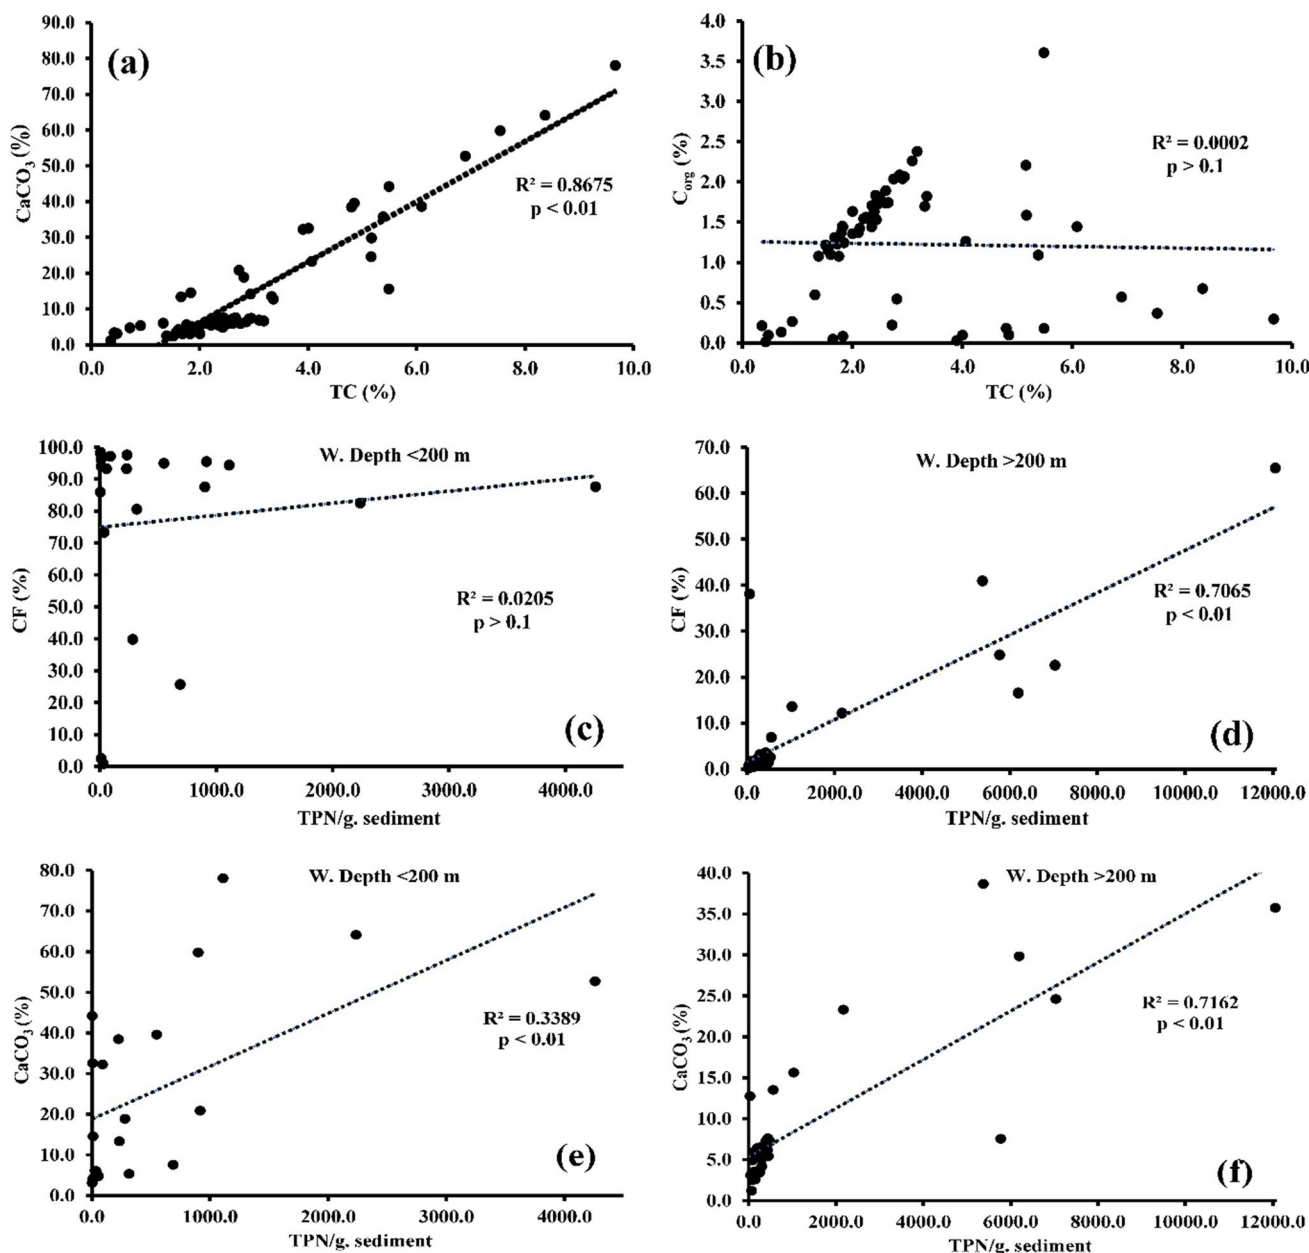 (a)
90.0
80.0
70.0
60.0
50.0
40.0
30.0
20.0
10.0
0.0
CaCO3 (%)
R² = 0.8675
p < 0.01
0.0 2.0 4.0 6.0 8.0 10.0
TC (%)
(b)
4.0
3.5
3.0
2.5
2.0
1.5
1.0
0.5
0.0
Corg (%)
R² = 0.0002
p > 0.1
0.0 2.0 4.0 6.0 8.0 10.0
TC (%)
W. Depth <200 m
100.0
90.0
80.0
70.0
60.0
50.0
40.0
30.0
20.0
10.0
0.0
CF (%)
R² = 0.0205
p > 0.1
(c)
0.0 1000.0 2000.0 3000.0 4000.0
TPN/g. sediment
W. Depth >200 m
70.0
60.0
50.0
40.0
30.0
20.0
10.0
0.0
CF (%)
R² = 0.7065
p < 0.01
(d)
0.0 2000.0 4000.0 6000.0 8000.0 10000.0 12000.0
TPN/g. sediment
W. Depth <200 m
80.0
70.0
60.0
50.0
40.0
30.0
20.0
10.0
0.0
CaCO3 (%)
R² = 0.3389
p < 0.01
(e)
0.0 1000.0 2000.0 3000.0 4000.0
TPN/g. sediment
W. Depth >200 m
40.0
35.0
30.0
25.0
20.0
15.0
10.0
5.0
0.0
CaCO3 (%)
R² = 0.7162
p < 0.01
(f)
0.0 2000.0 4000.0 6000.0 8000.0 10000.0 12000.0
TPN/g. sediment